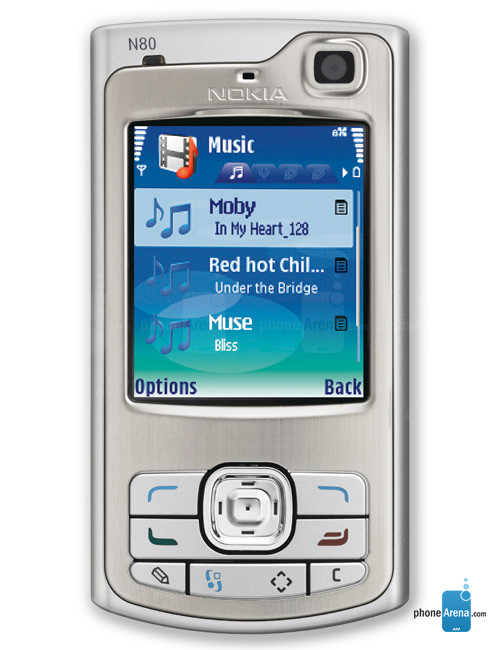 N80
NOKIA
Music
Moby
In My Heart_128
Red hot Chil...
Under the Bridge
Muse
Bliss
Options
Back
C
phoneArena.com